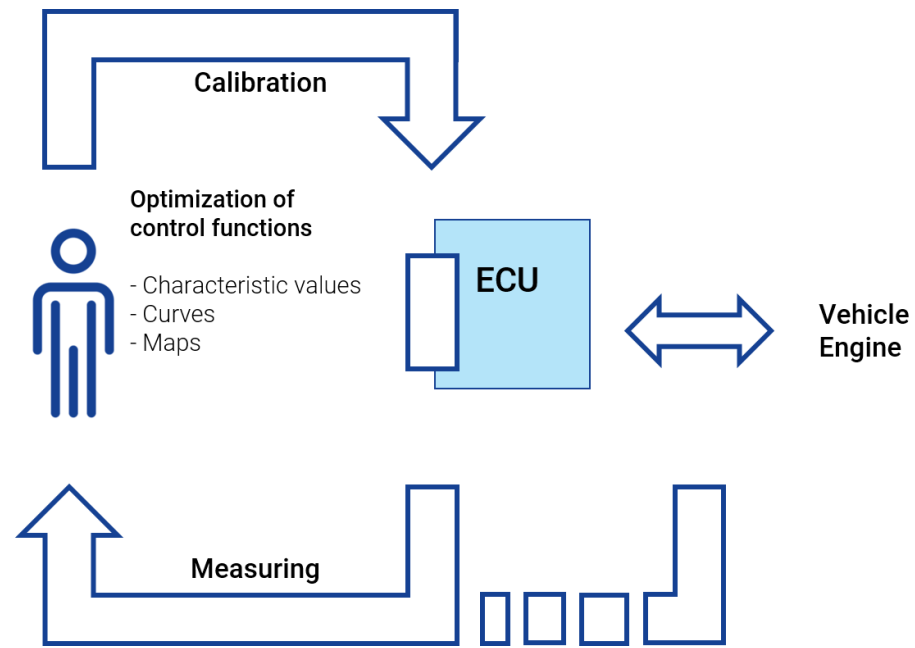 Calibration
Optimization of
control functions
- Characteristic values
- Curves
- Maps
ECU
Vehicle
Engine
Measuring